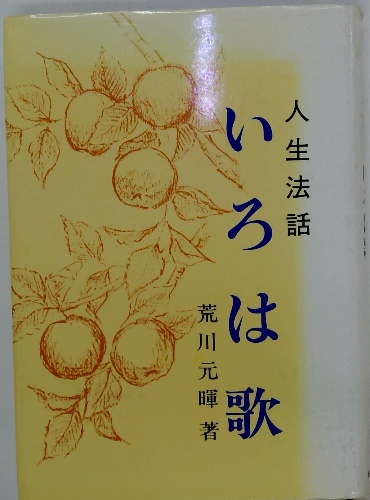 人生法話
いろは歌
荒川元暉 著